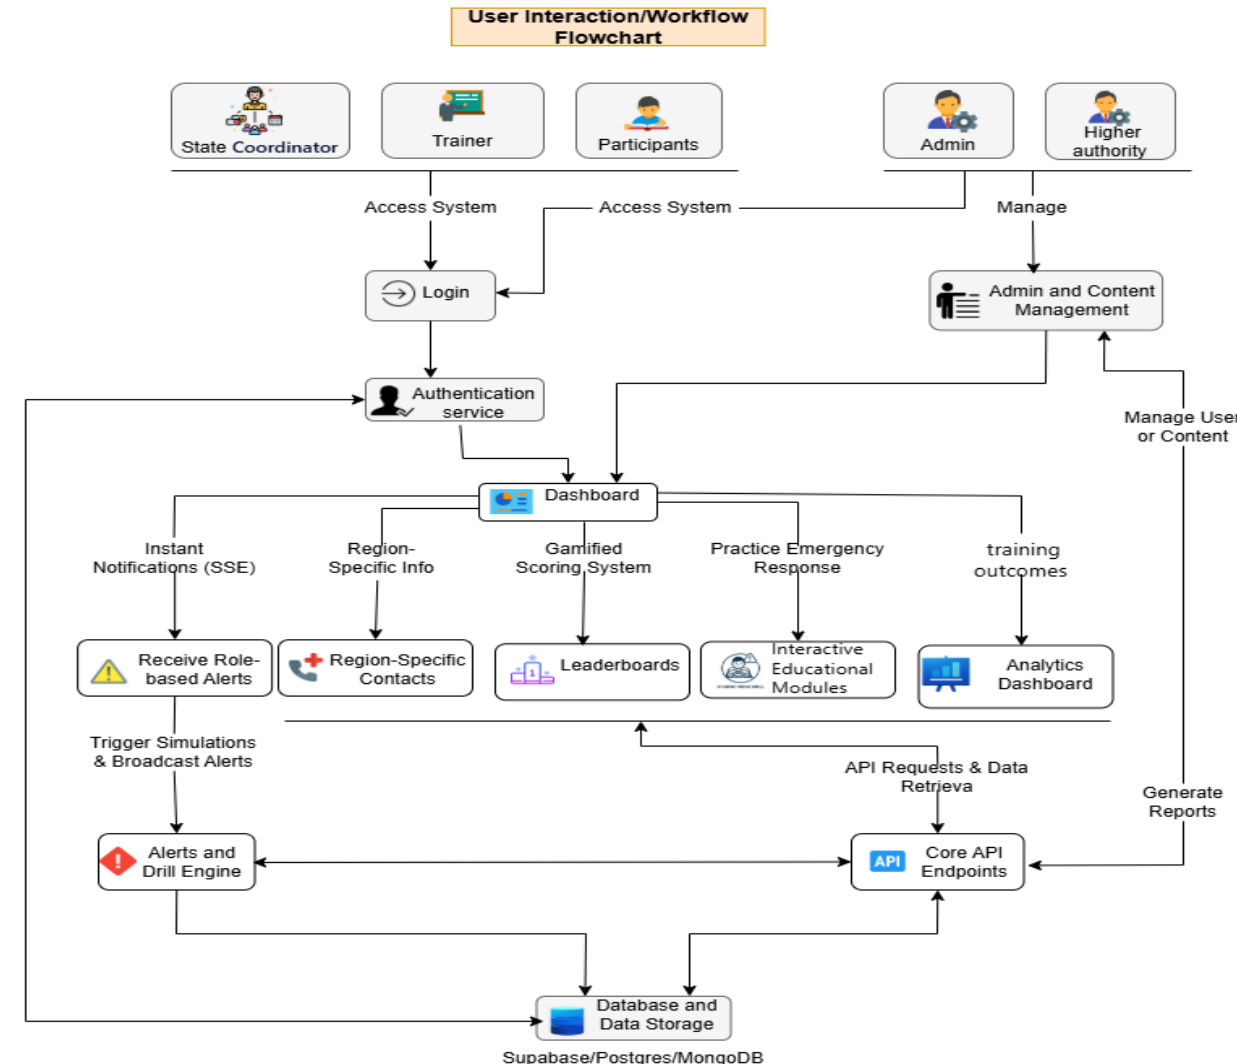 User Interaction/Workflow
Flowchart
State Coordinator
Trainer
Participants
Admin
Higher
authority
Access System
Access System
Manage
Login
Admin and Content
Management
Authentication
service
Manage User
or Content
Dashboard
Instant
Notifications (SSE)
Region-
Specific Info
Gamified
Scoring System
Practice Emergency
Response
training
outcomes
Receive Role-
based Alerts
Region-Specific
Contacts
Leaderboards
1
Interactive
Educational
Modules
Analytics
Dashboard
Trigger Simulations
& Broadcast Alerts
API Requests & Data
Retrieva
Generate
Reports
Alerts and
Drill Engine
API
Core API
Endpoints
Database and
Data Storage
Supabase/Postgres/MongoDB